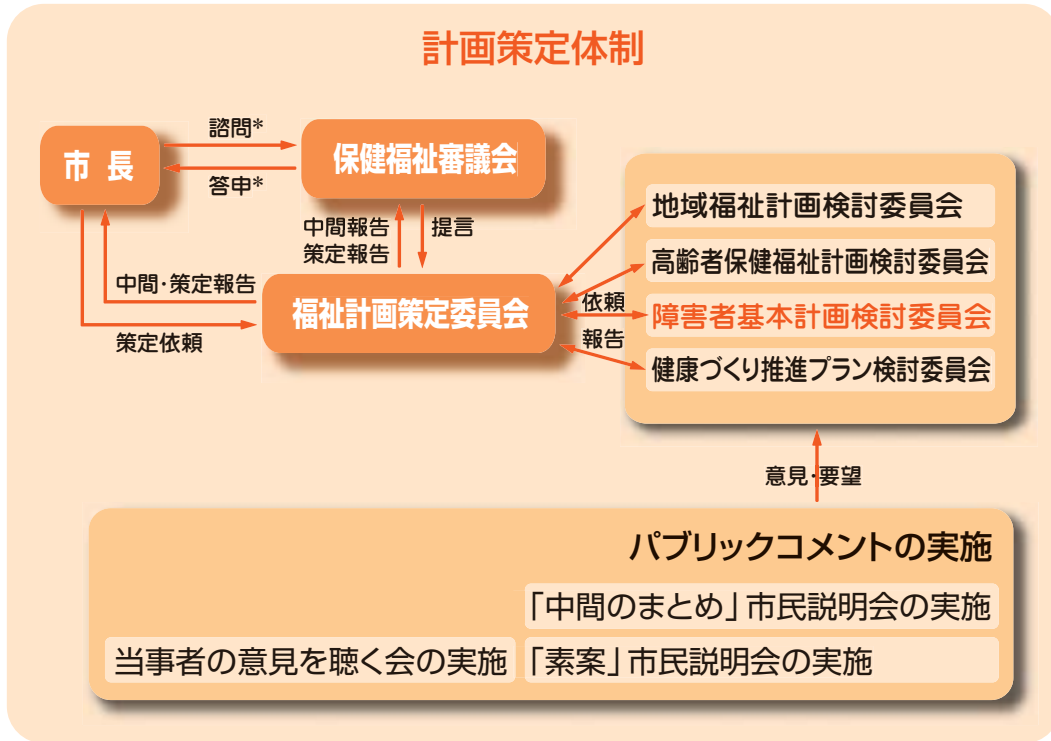 計画策定体制
諮問*
市 長
保健福祉審議会
答申*
中間報告
策定報告
提言
地域福祉計画検討委員会
高齢者保健福祉計画検討委員会
障害者基本計画検討委員会
健康づくり推進プラン検討委員会
中間・策定報告
福祉計画策定委員会
依頼
報告
策定依頼
意見・要望
パブリックコメントの実施
「中間のまとめ」市民説明会の実施
当事者の意見を聴く会の実施
「素案」市民説明会の実施